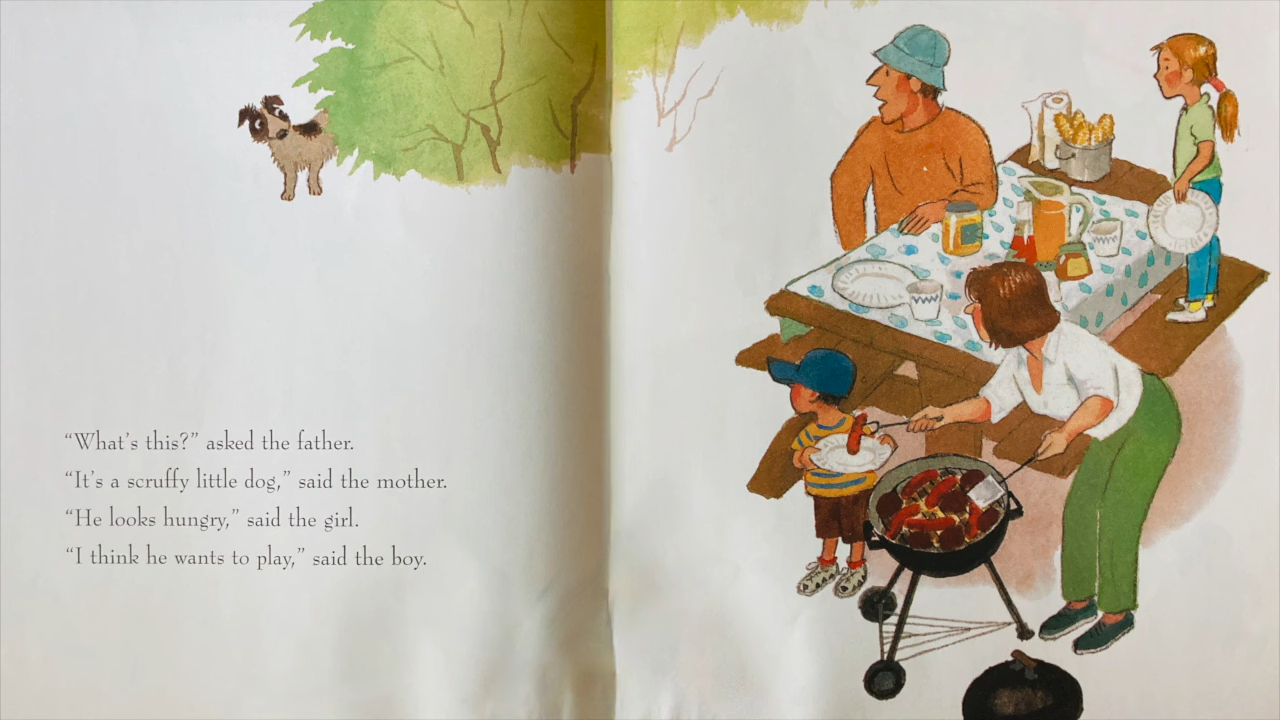 “What’s this?” asked the father.
“It’s a scruffy little dog,” said the mother.
“He looks hungry,” said the girl.
“I think he wants to play,” said the boy.